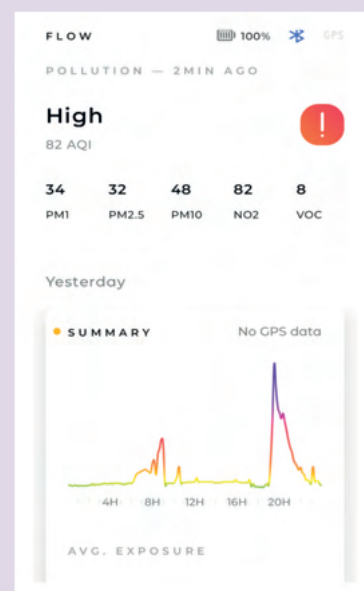 FLOW 100% GPS
POLLUTION — 2MIN AGO
High
82 AQI
34 32 48 82 8
PM1 PM2.5 PM10 NO2 VOC
Yesterday
SUMMARY No GPS data
4H 8H 12H 16H 20H
AVG. EXPOSURE